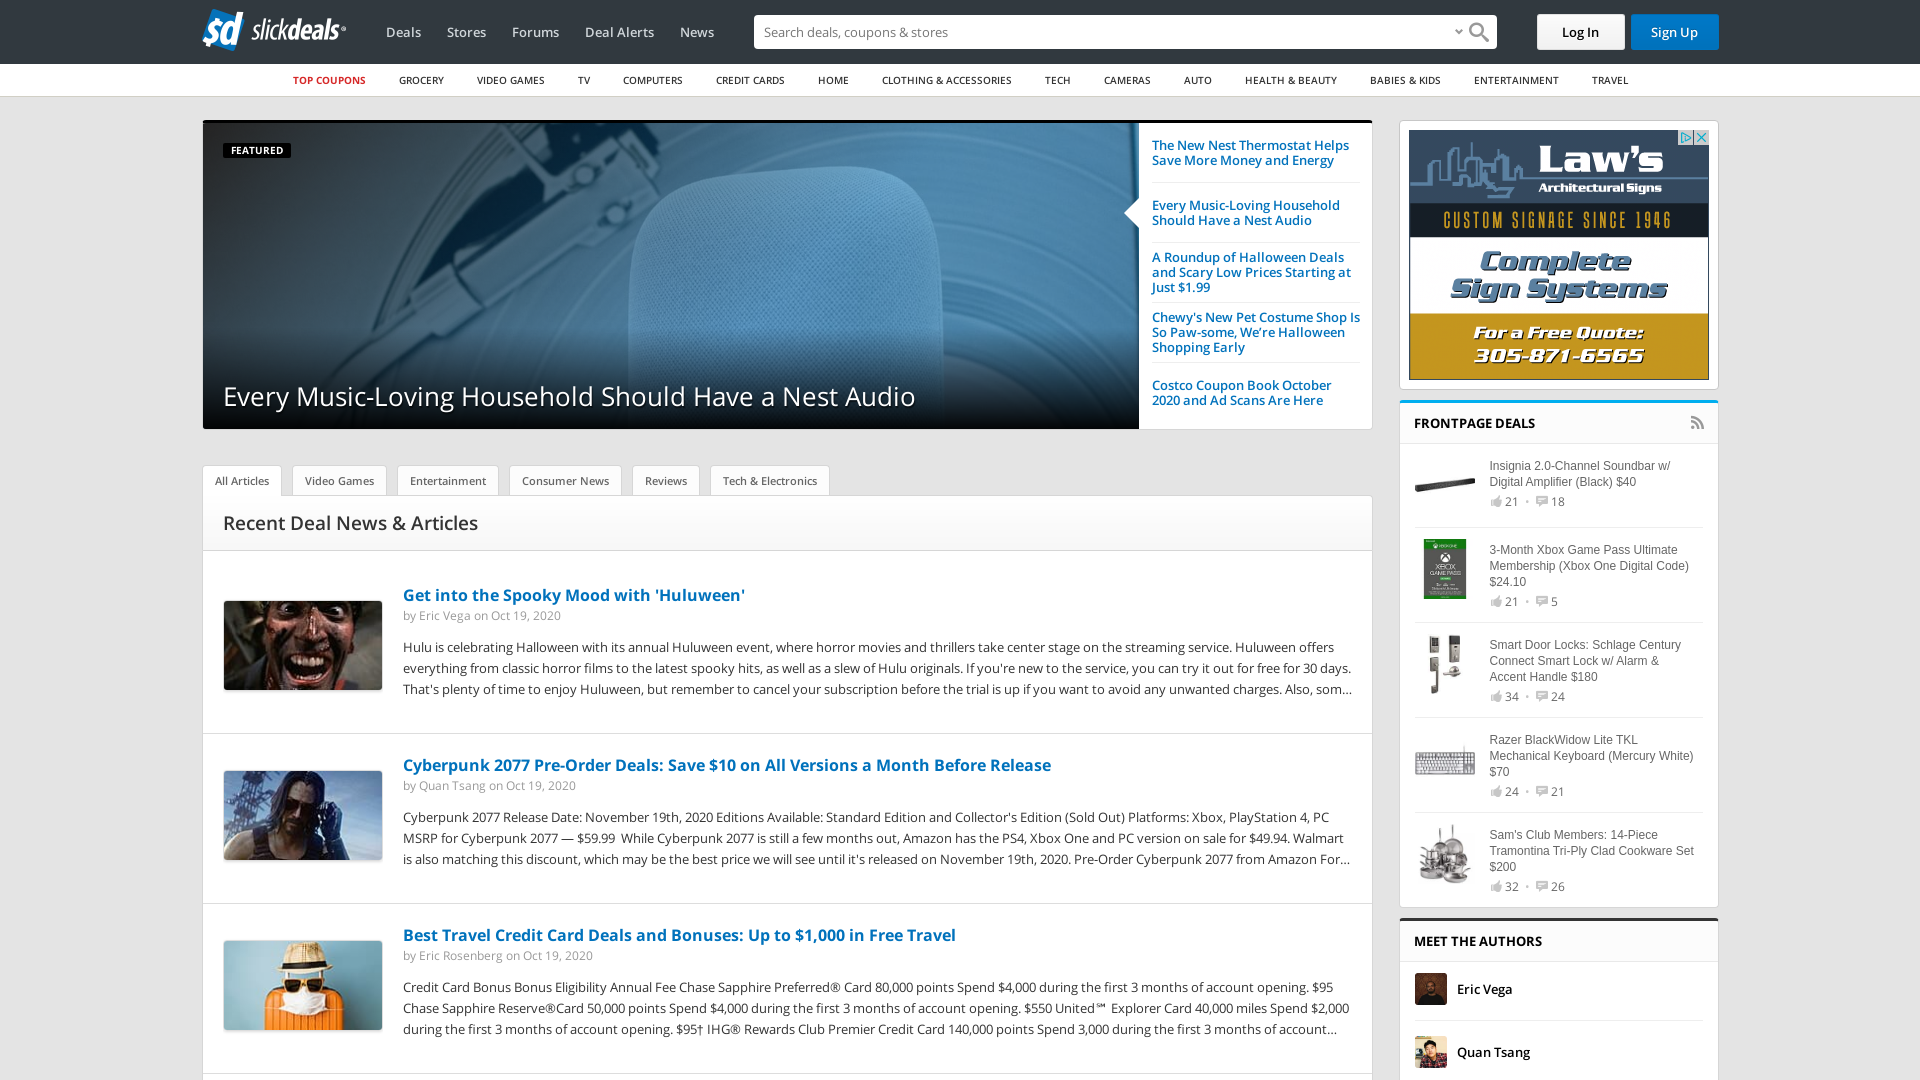 slickdeals
Deals
Stores
Forums
Deal Alerts
News
Search deals, coupons & stores
Log In
Sign Up
TOP COUPONS
GROCERY
VIDEO GAMES
TV
COMPUTERS
CREDIT CARDS
HOME
CLOTHING & ACCESSORIES
TECH
CAMERAS
AUTO
HEALTH & BEAUTY
BABIES & KIDS
ENTERTAINMENT
TRAVEL
FEATURED
Every Music-Loving Household Should Have a Nest Audio
The New Nest Thermostat Helps
Save More Money and Energy
Every Music-Loving Household
Should Have a Nest Audio
A Roundup of Halloween Deals
and Scary Low Prices Starting at
Just $1.99
Chewy's New Pet Costume Shop Is
So Paw-some, We're Halloween
Shopping Early
Costco Coupon Book October
2020 and Ad Scans Are Here
Law's
Architectural Signs
CUSTOM SIGNAGE SINCE 1946
Complete
Sign Systems
For a Free Quote:
305-871-6565
All Articles
Video Games
Entertainment
Consumer News
Reviews
Tech & Electronics
Recent Deal News & Articles
Get into the Spooky Mood with 'Huluween'
by Eric Vega on Oct 19, 2020
Hulu is celebrating Halloween with its annual Huluween event, where horror movies and thrillers take center stage on the streaming service. Huluween offers
everything from classic horror films to the latest spooky hits, as well as a slew of Hulu originals. If you're new to the service, you can try it out for free for 30 days.
That's plenty of time to enjoy Huluween, but remember to cancel your subscription before the trial is up if you want to avoid any unwanted charges. Also, som...
Cyberpunk 2077 Pre-Order Deals: Save $10 on All Versions a Month Before Release
by Quan Tsang on Oct 19, 2020
Cyberpunk 2077 Release Date: November 19th, 2020 Editions Available: Standard Edition and Collector's Edition (Sold Out) Platforms: Xbox, PlayStation 4, PC
MSRP for Cyberpunk 2077 — $59.99 While Cyberpunk 2077 is still a few months out, Amazon has the PS4, Xbox One and PC version on sale for $49.94. Walmart
is also matching this discount, which may be the best price we will see until it's released on November 19th, 2020. Pre-Order Cyberpunk 2077 from Amazon For...
Best Travel Credit Card Deals and Bonuses: Up to $1,000 in Free Travel
by Eric Rosenberg on Oct 19, 2020
Credit Card Bonus Bonus Eligibility Annual Fee Chase Sapphire Preferred® Card 80,000 points Spend $4,000 during the first 3 months of account opening. $95
Chase Sapphire Reserve®Card 50,000 points Spend $4,000 during the first 3 months of account opening. $550 United℠ Explorer Card 40,000 miles Spend $2,000
during the first 3 months of account opening. $95† IHG® Rewards Club Premier Credit Card 140,000 points Spend 3,000 during the first 3 months of account...
FRONTPAGE DEALS
Insignia 2.0-Channel Soundbar w/
Digital Amplifier (Black) $40
21 • 18
3-Month Xbox Game Pass Ultimate
Membership (Xbox One Digital Code)
$24.10
21 • 5
Smart Door Locks: Schlage Century
Connect Smart Lock w/ Alarm &
Accent Handle $180
34 • 24
Razer BlackWidow Lite TKL
Mechanical Keyboard (Mercury White)
$70
24 • 21
Sam's Club Members: 14-Piece
Tramontina Tri-Ply Clad Cookware Set
$200
32 • 26
MEET THE AUTHORS
Eric Vega
Quan Tsang